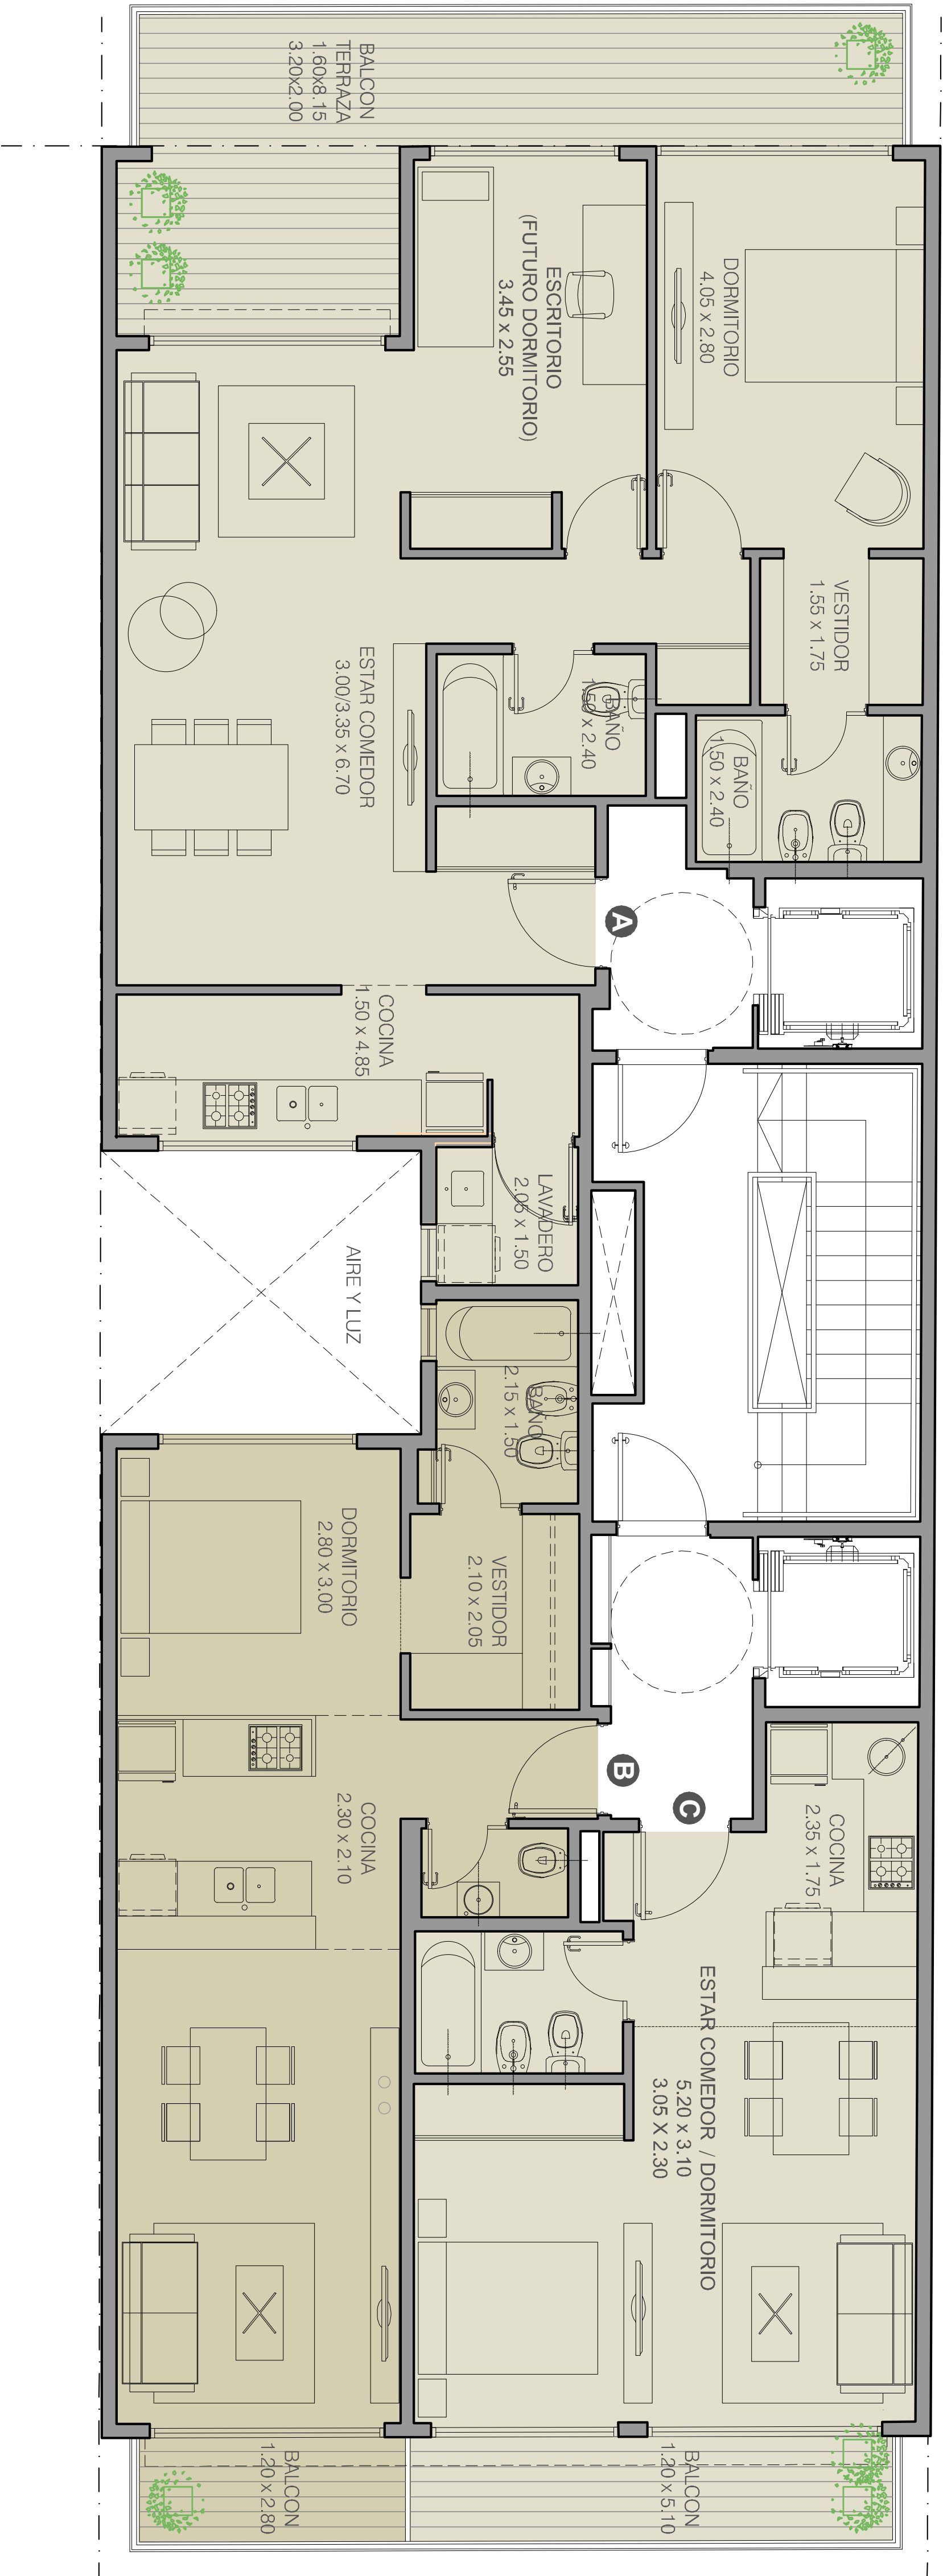 BALCON
TERRAZA
1.60x8.15
3.20x2.00
ESCRITORIO
(FUTURO DORMITORIO)
3.45 x 2.55
DORMITORIO
4.05 x 2.80
VESTIDOR
1.55 x 1.75
ESTAR COMEDOR
3.00/3.35 x 6.70
BAÑO
1.50 x 2.40
BAÑO
1.50 x 2.40
A
COCINA
1.50 x 4.85
LAVADERO
2.05 x 1.50
AIRE Y LUZ
BAÑO
2.15 x 1.50
DORMITORIO
2.80 x 3.00
VESTIDOR
2.10 x 2.05
B
C
COCINA
2.30 x 2.10
COCINA
2.35 x 1.75
ESTAR COMEDOR / DORMITORIO
5.20 x 3.10
3.05 X 2.30
BALCON
1.20 x 2.80
BALCON
1.20 x 5.10